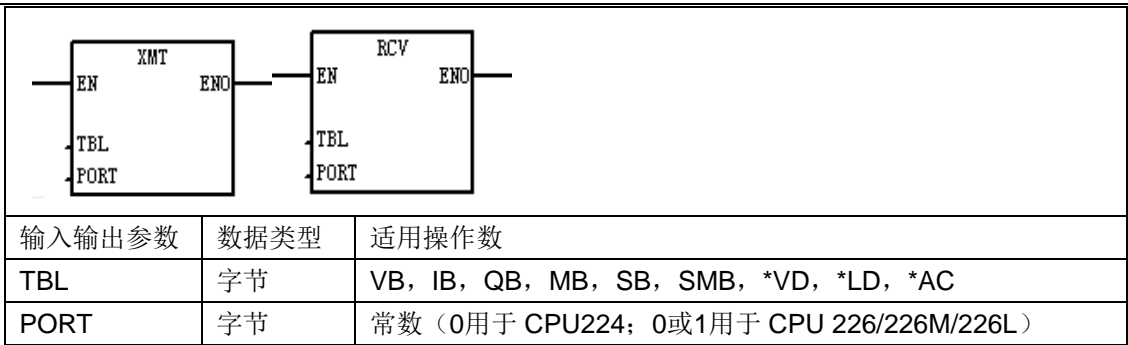 XMT RCV
EN ENO EN ENO
TBL TBL
PORT PORT
输入输出参数 数据类型 适用操作数
TBL 字节 VB，IB，QB，MB，SB，SMB，*VD，*LD，*AC
PORT 字节 常数（0用于 CPU224；0或1用于 CPU 226/226M/226L）